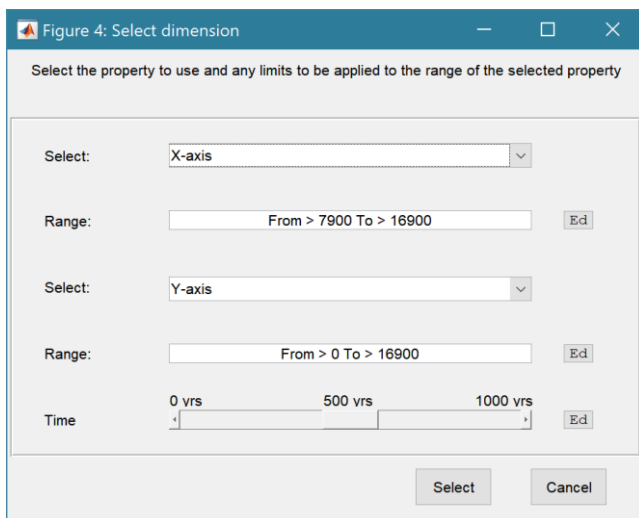 Figure 4: Select dimension
Select the property to use and any limits to be applied to the range of the selected property
Select: X-axis
Range: From > 7900 To > 16900 Ed
Select: Y-axis
Range: From > 0 To > 16900 Ed
0 yrs 500 yrs 1000 yrs
Time Ed
Select Cancel